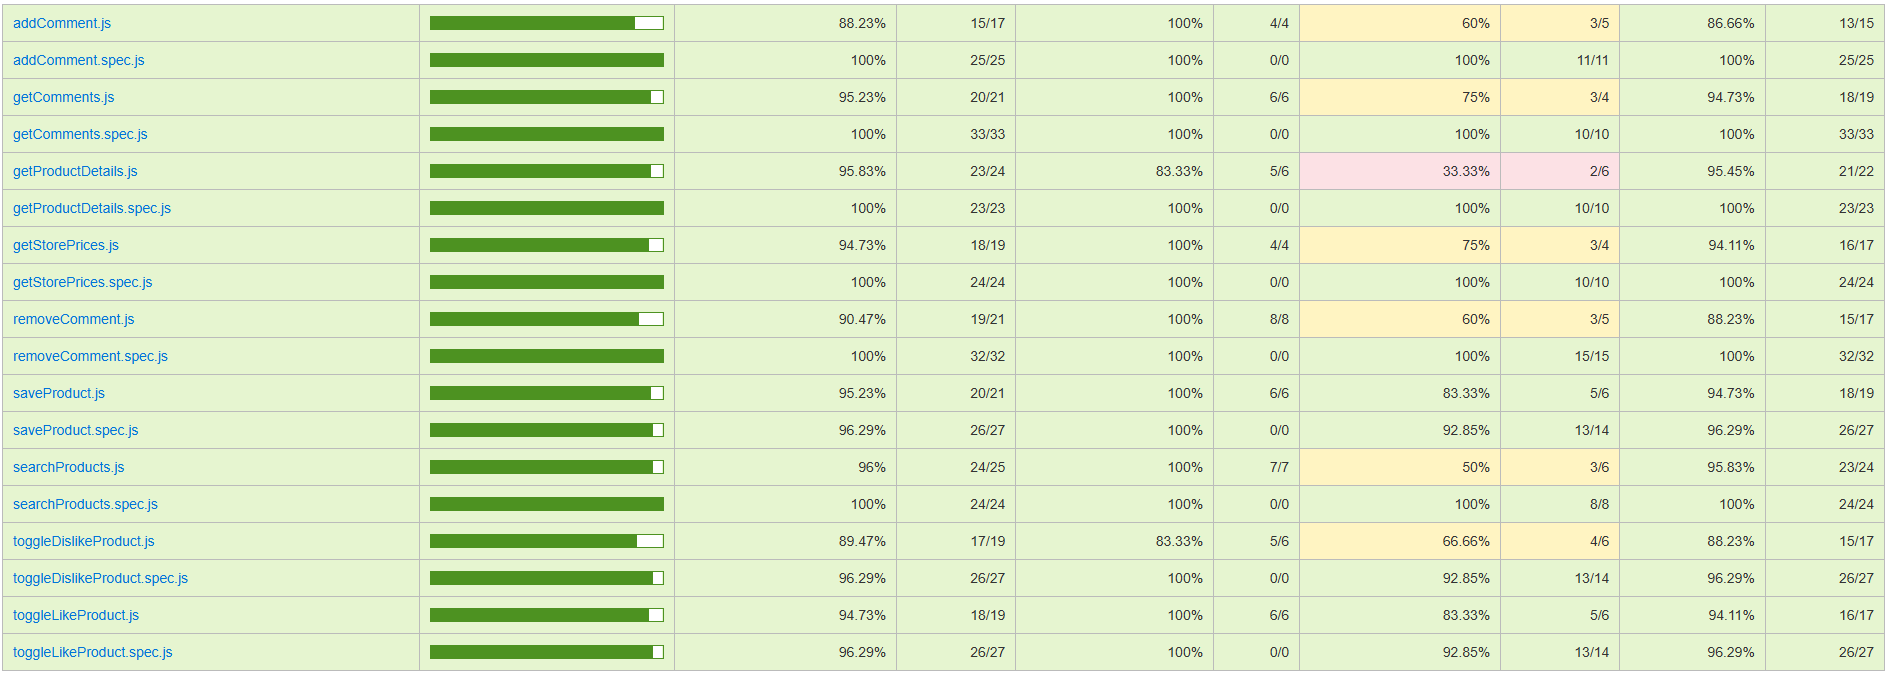 addComment.js 88.23% 15/17 100% 4/4 60% 3/5 86.66% 13/15
addComment.spec.js 100% 25/25 100% 0/0 100% 11/11 100% 25/25
getComments.js 95.23% 20/21 100% 6/6 75% 3/4 94.73% 18/19
getComments.spec.js 100% 33/33 100% 0/0 100% 10/10 100% 33/33
getProductDetails.js 95.83% 23/24 83.33% 5/6 33.33% 2/6 95.45% 21/22
getProductDetails.spec.js 100% 23/23 100% 0/0 100% 10/10 100% 23/23
getStorePrices.js 94.73% 18/19 100% 4/4 75% 3/4 94.11% 16/17
getStorePrices.spec.js 100% 24/24 100% 0/0 100% 10/10 100% 24/24
removeComment.js 90.47% 19/21 100% 8/8 60% 3/5 88.23% 15/17
removeComment.spec.js 100% 32/32 100% 0/0 100% 15/15 100% 32/32
saveProduct.js 95.23% 20/21 100% 6/6 83.33% 5/6 94.73% 18/19
saveProduct.spec.js 96.29% 26/27 100% 0/0 92.85% 13/14 96.29% 26/27
searchProducts.js 96% 24/25 100% 7/7 50% 3/6 95.83% 23/24
searchProducts.spec.js 100% 24/24 100% 0/0 100% 8/8 100% 24/24
toggleDislikeProduct.js 89.47% 17/19 83.33% 5/6 66.66% 4/6 88.23% 15/17
toggleDislikeProduct.spec.js 96.29% 26/27 100% 0/0 92.85% 13/14 96.29% 26/27
toggleLikeProduct.js 94.73% 18/19 100% 6/6 83.33% 5/6 94.11% 16/17
toggleLikeProduct.spec.js 96.29% 26/27 100% 0/0 92.85% 13/14 96.29% 26/27